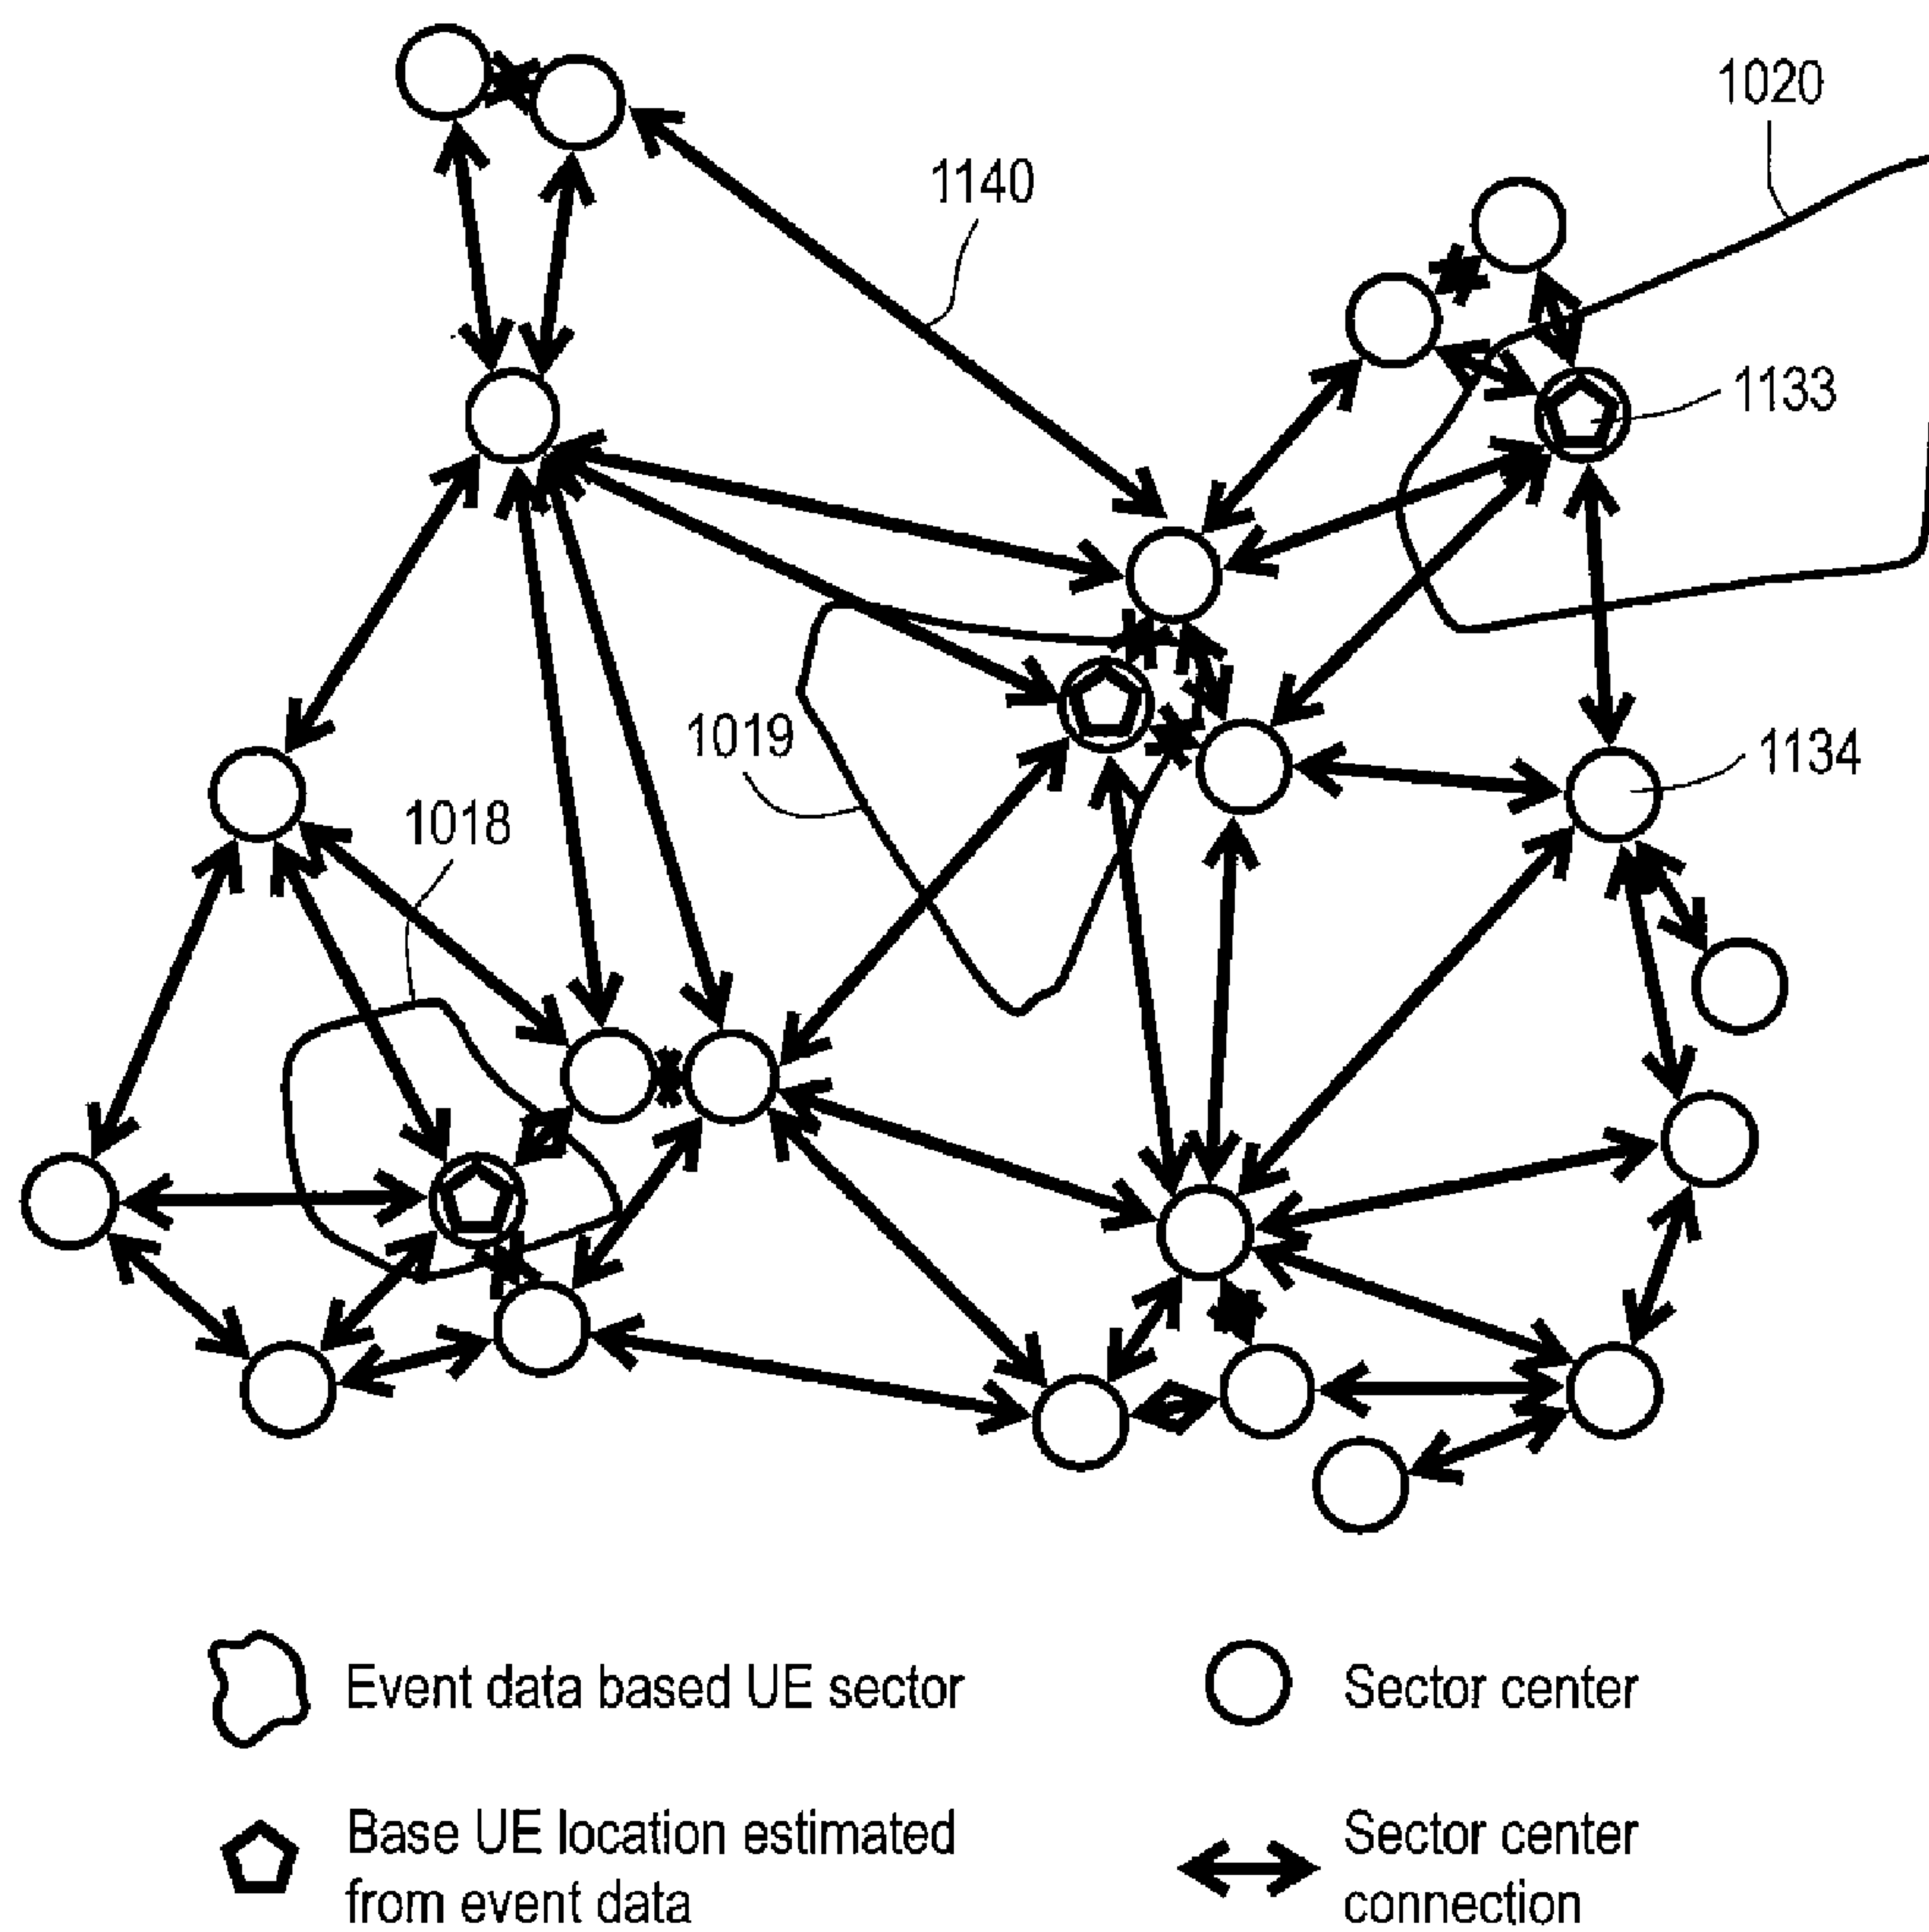 1020
1140
1133
1019
1134
1018
Event data based UE sector
Sector center
Base UE location estimated
from event data
Sector center
connection